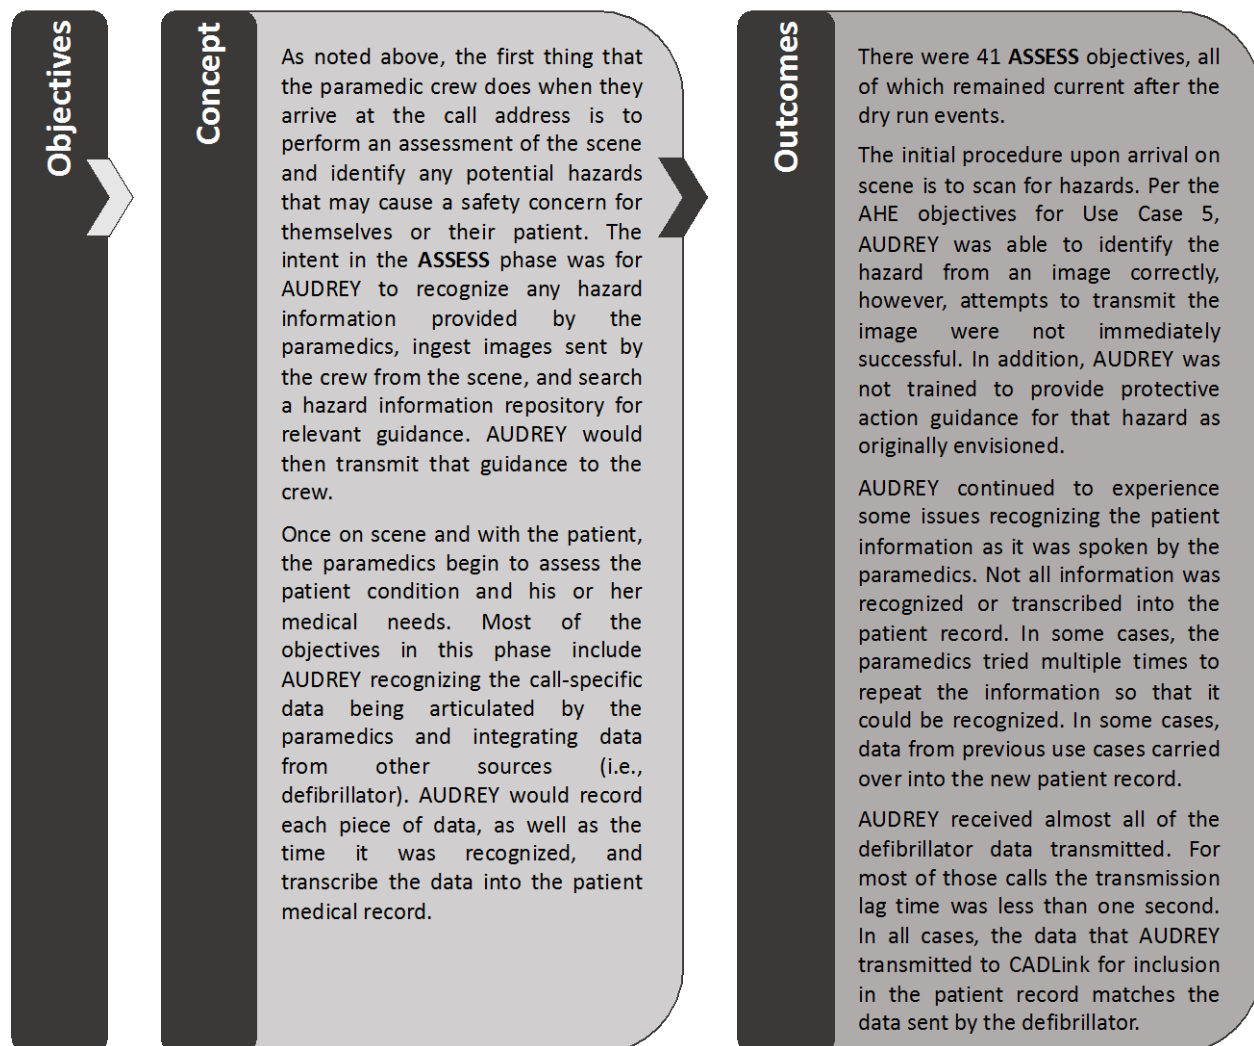 Objectives
Concept
As noted above, the first thing that
the paramedic crew does when they
arrive at the call address is to
perform an assessment of the scene
and identify any potential hazards
that may cause a safety concern for
themselves or their patient. The
intent in the ASSESS phase was for
AUDREY to recognize any hazard
information provided by the
paramedics, ingest images sent by
the crew from the scene, and search
a hazard information repository for
relevant guidance. AUDREY would
then transmit that guidance to the
crew.
Once on scene and with the patient,
the paramedics begin to assess the
patient condition and his or her
medical needs. Most of the
objectives in this phase include
AUDREY recognizing the call-specific
data being articulated by the
paramedics and integrating data
from other sources (i.e.,
defibrillator). AUDREY would record
each piece of data, as well as the
time it was recognized, and
transcribe the data into the patient
medical record.
Outcomes
There were 41 ASSESS objectives, all
of which remained current after the
dry run events.
The initial procedure upon arrival on
scene is to scan for hazards. Per the
AHE objectives for Use Case 5,
AUDREY was able to identify the
hazard from an image correctly,
however, attempts to transmit the
image were not immediately
successful. In addition, AUDREY was
not trained to provide protective
action guidance for that hazard as
originally envisioned.
AUDREY continued to experience
some issues recognizing the patient
information as it was spoken by the
paramedics. Not all information was
recognized or transcribed into the
patient record. In some cases, the
paramedics tried multiple times to
repeat the information so that it
could be recognized. In some cases,
data from previous use cases carried
over into the new patient record.
AUDREY received almost all of the
defibrillator data transmitted. For
most of those calls the transmission
lag time was less than one second.
In all cases, the data that AUDREY
transmitted to CADLink for inclusion
in the patient record matches the
data sent by the defibrillator.